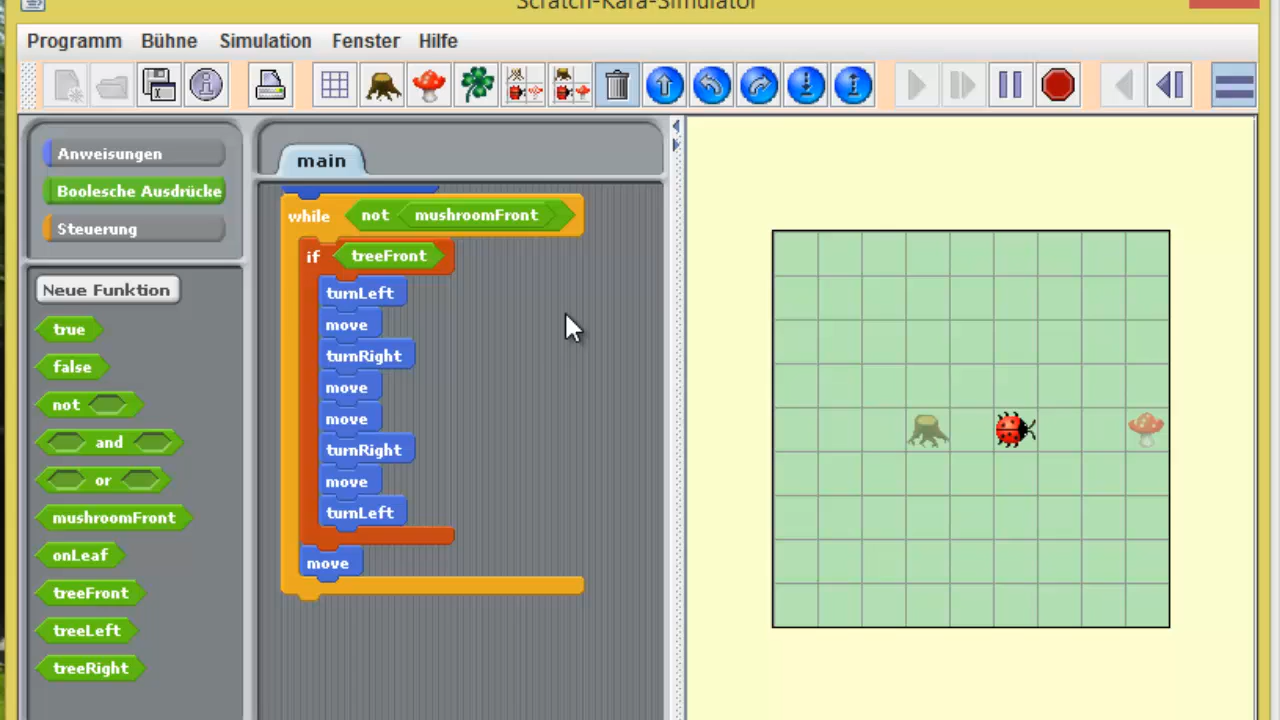 Scratch-Kara-Simulator
Programm Bühne Simulation Fenster Hilfe
Anweisungen
Boolesche Ausdrücke
Steuerung
Neue Funktion
true
false
not
and
or
mushroomFront
onLeaf
treeFront
treeLeft
treeRight
main
while not mushroomFront
if treeFront
turnLeft
move
turnRight
move
move
turnRight
move
turnLeft
move